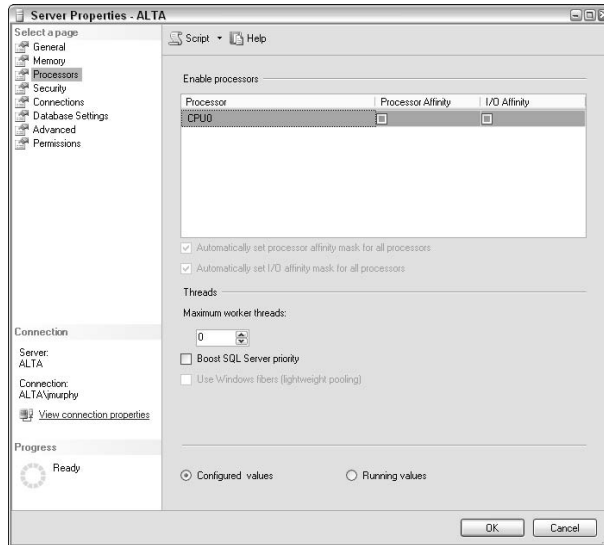 Server Properties - ALTA
Select a page
General
Memory
Processors
Security
Connections
Database Settings
Advanced
Permissions
Script
Help
Enable processors
Processor Processor Affinity I/O Affinity
CPU0
Automatically set processor affinity mask for all processors
Automatically set I/O affinity mask for all processors
Threads
Maximum worker threads:
0
Boost SQL Server priority
Use Windows fibers (lightweight pooling)
Connection
Server:
ALTA
Connection:
ALTA\jmurphy
View connection properties
Progress
Ready
Configured values Running values
OK Cancel